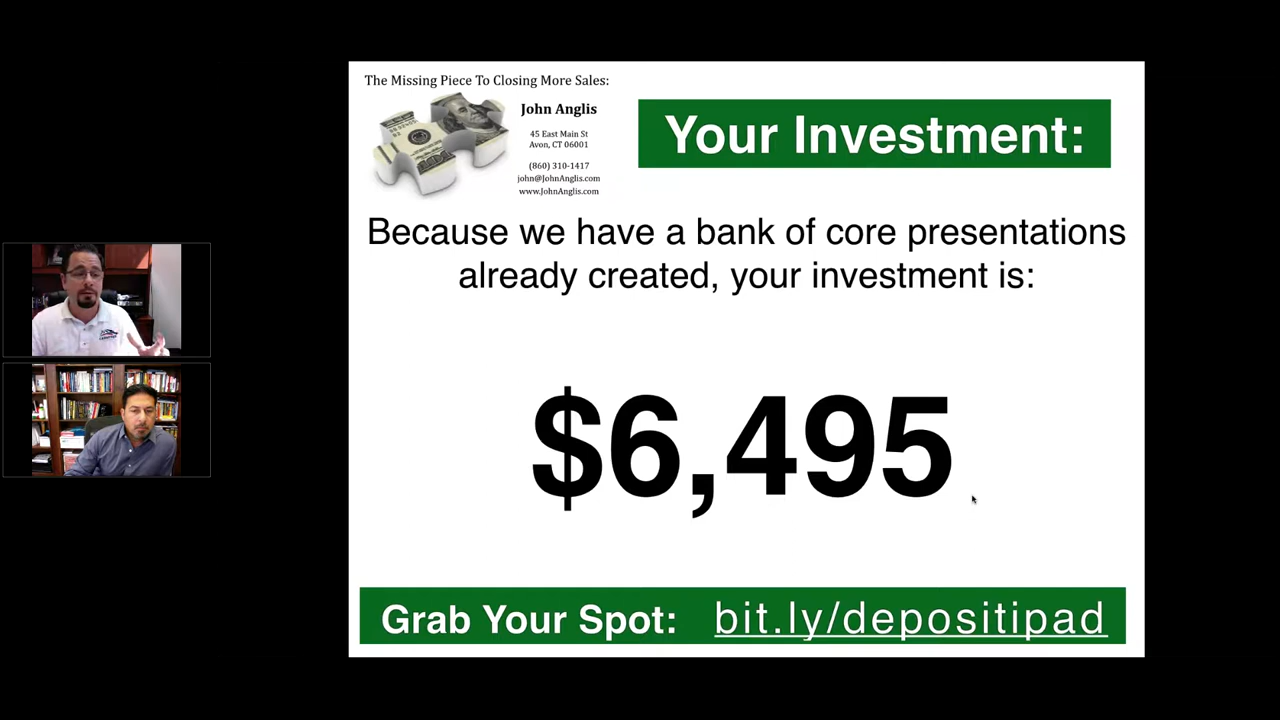 The Missing Piece To Closing More Sales:
John Anglis
45 East Main St
Avon, CT 06001
(860) 310-1417
john@JohnAnglis.com
www.JohnAnglis.com
Your Investment:
Because we have a bank of core presentations
already created, your investment is:
$6,495
Grab Your Spot: bit.ly/depositipad